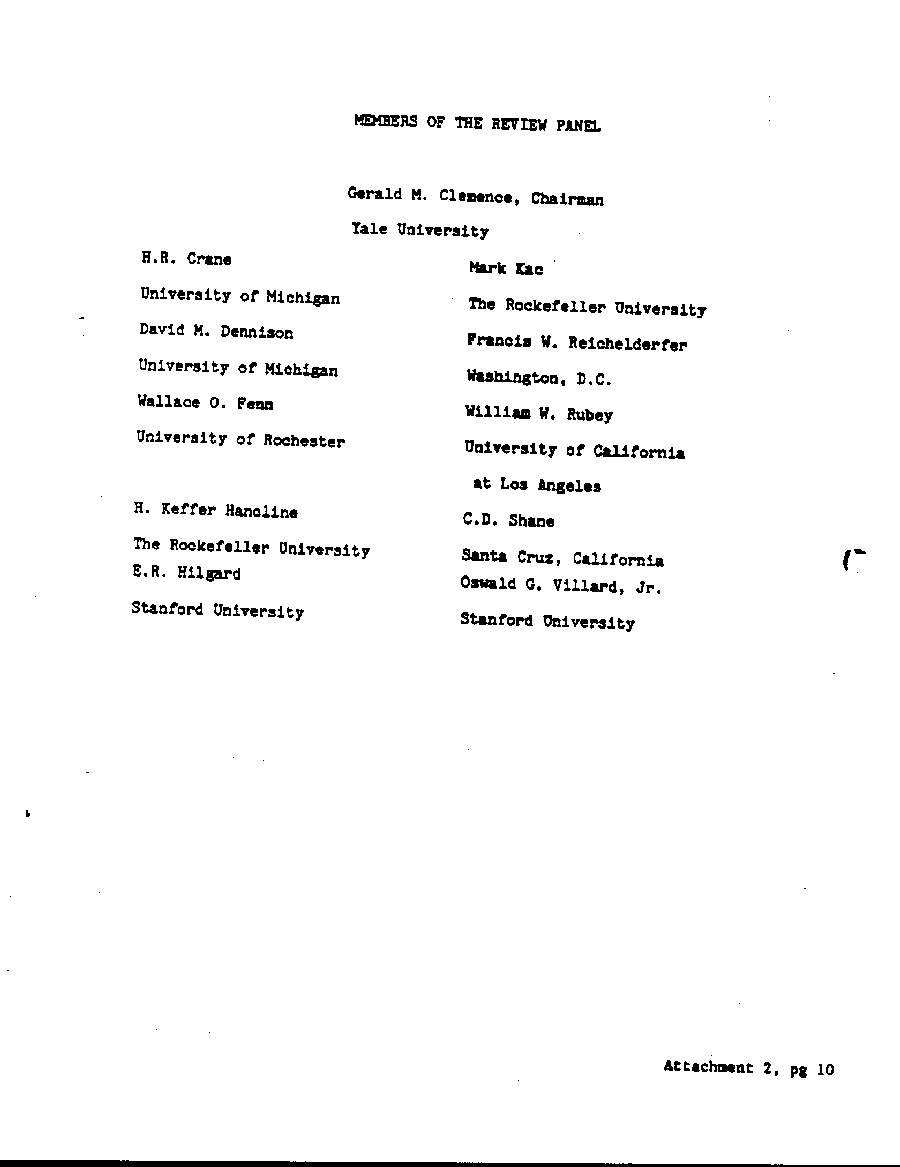 MEMBERS OF THE REVIEW PANEL
Gerald M. Clemence, Chairman
Yale University
H.R. Crane
University of Michigan
David M. Dennison
University of Michigan
Wallace O. Fenn
University of Rochester
H. Keffer Hancline
The Rockefeller University
E.R. Hilgard
Stanford University
Mark Kac
The Rockefeller University
Francis W. Reichelderfer
Washington, D.C.
William W. Rubey
University of California
at Los Angeles
C.D. Shane
Santa Cruz, California
Oswald G. Villard, Jr.
Stanford University
Attachment 2, pg 10